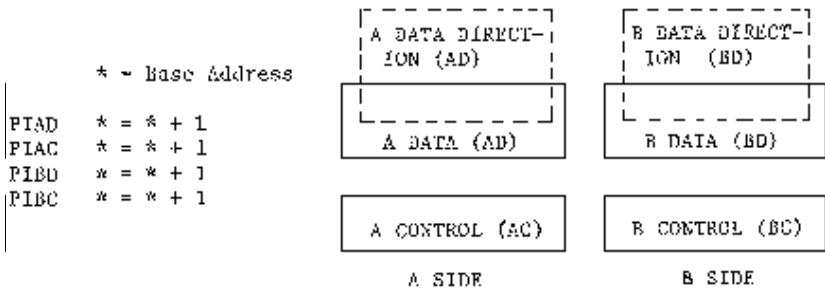 * = Base Address
PIAD * = * + 1
PIAC * = * + 1
PIBD * = * + 1
PIBC * = * + 1
A DATA DIRECT-
ION (AD)
A DATA (AD)
A CONTROL (AC)
A SIDE
B DATA DIRECT-
ION (BD)
B DATA (BD)
B CONTROL (BC)
B SIDE